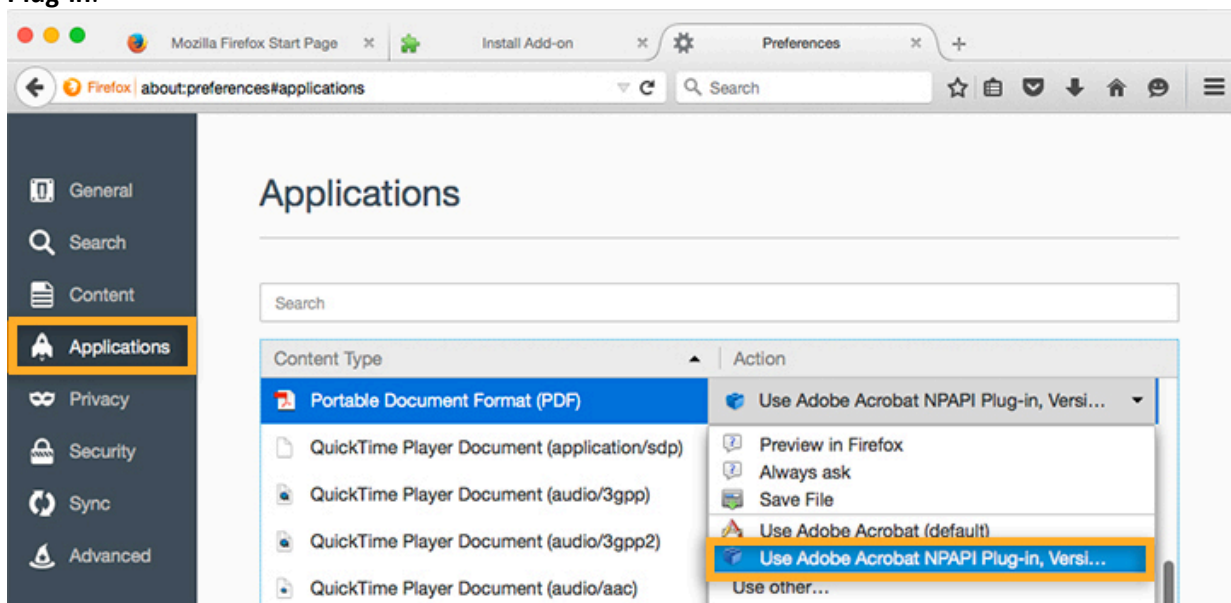 Plug-in.
Mozilla Firefox Start Page × Install Add-on × Preferences × +
Firefox about:preferences#applications Search
General
Search
Content
Applications
Privacy
Security
Sync
Advanced
Applications
Search
Content Type Action
Portable Document Format (PDF) Use Adobe Acrobat NPAPI Plug-in, Versi...
QuickTime Player Document (application/sdp)
QuickTime Player Document (audio/3gpp)
QuickTime Player Document (audio/3gpp2)
QuickTime Player Document (audio/aac)
Preview in Firefox
Always ask
Save File
Use Adobe Acrobat (default)
Use Adobe Acrobat NPAPI Plug-in, Versi...
Use other...